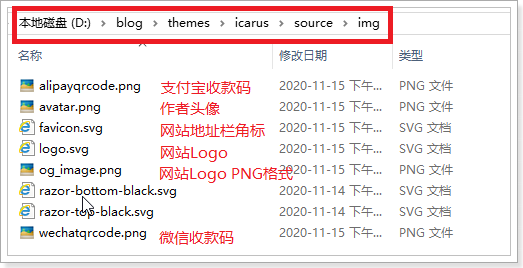 本地磁盘 (D:) > blog > themes > icarus > source > img
名称 修改日期 类型
alipayqrcode.png 支付宝收款码 2020-11-15 下午... PNG 文件
avatar.png 作者头像 2020-11-15 下午... PNG 文件
favicon.svg 网站地址栏角标 2020-11-15 下午... SVG 文档
logo.svg 网站Logo 2020-11-15 下午... SVG 文档
og_image.png 网站Logo PNG格式 2020-11-15 下午... PNG 文件
razor-bottom-black.svg 2020-11-14 下午... SVG 文档
razor-top-black.svg 2020-11-14 下午... SVG 文档
wechatqrcode.png 微信收款码 2020-11-15 下午... PNG 文件